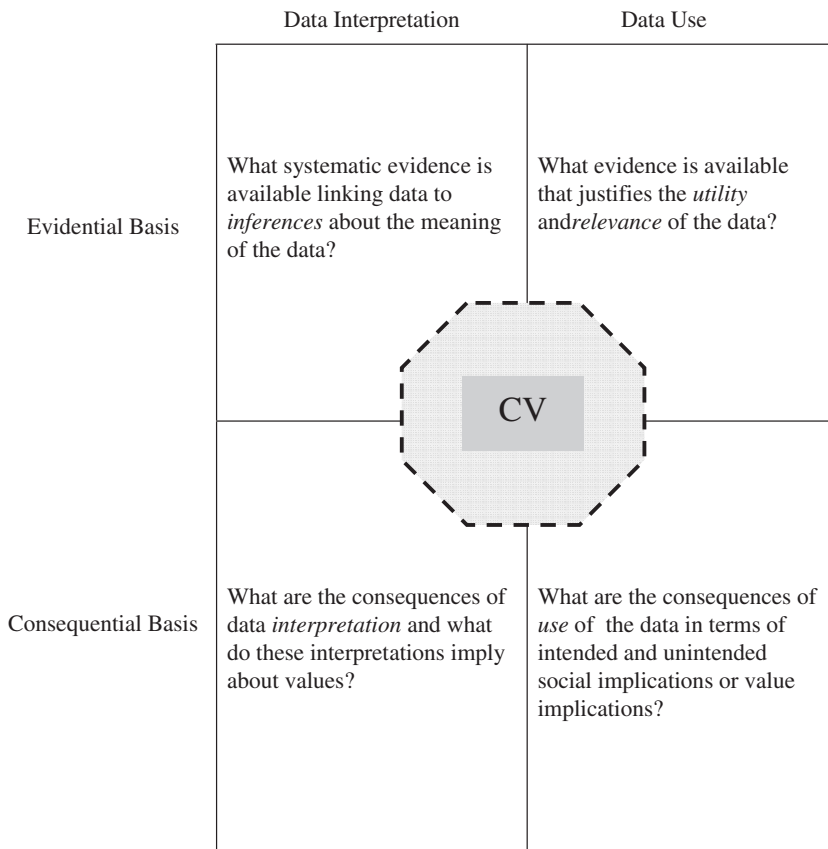 Data Interpretation
Data Use
Evidential Basis
What systematic evidence is
available linking data to
inferences about the meaning
of the data?
What evidence is available
that justifies the utility
andrelevance of the data?
CV
Consequential Basis
What are the consequences of
data interpretation and what
do these interpretations imply
about values?
What are the consequences of
use of the data in terms of
intended and unintended
social implications or value
implications?